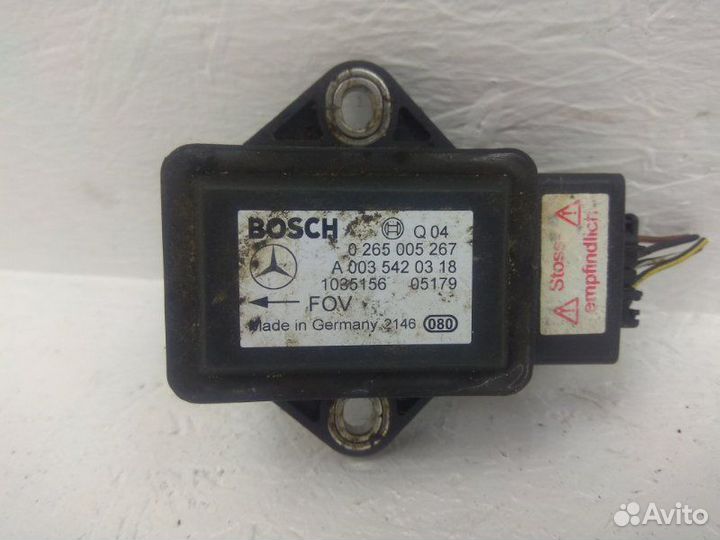 BOSCH Q 04
0 265 005 267
A 003 542 03 18
1035156 05179
FOV
Made in Germany 2146 080
Stoss
empfindlich
Avito